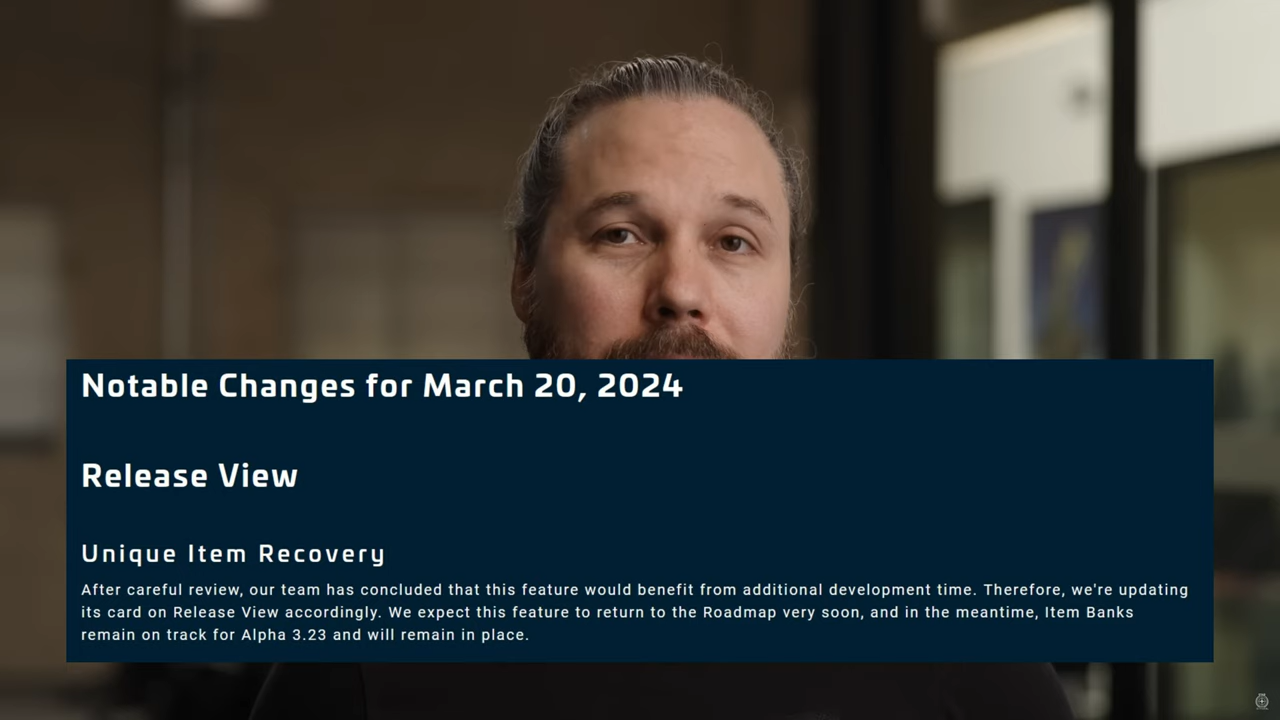 Notable Changes for March 20, 2024
Release View
Unique Item Recovery
After careful review, our team has concluded that this feature would benefit from additional development time. Therefore, we're updating
its card on Release View accordingly. We expect this feature to return to the Roadmap very soon, and in the meantime, Item Banks
remain on track for Alpha 3.23 and will remain in place.